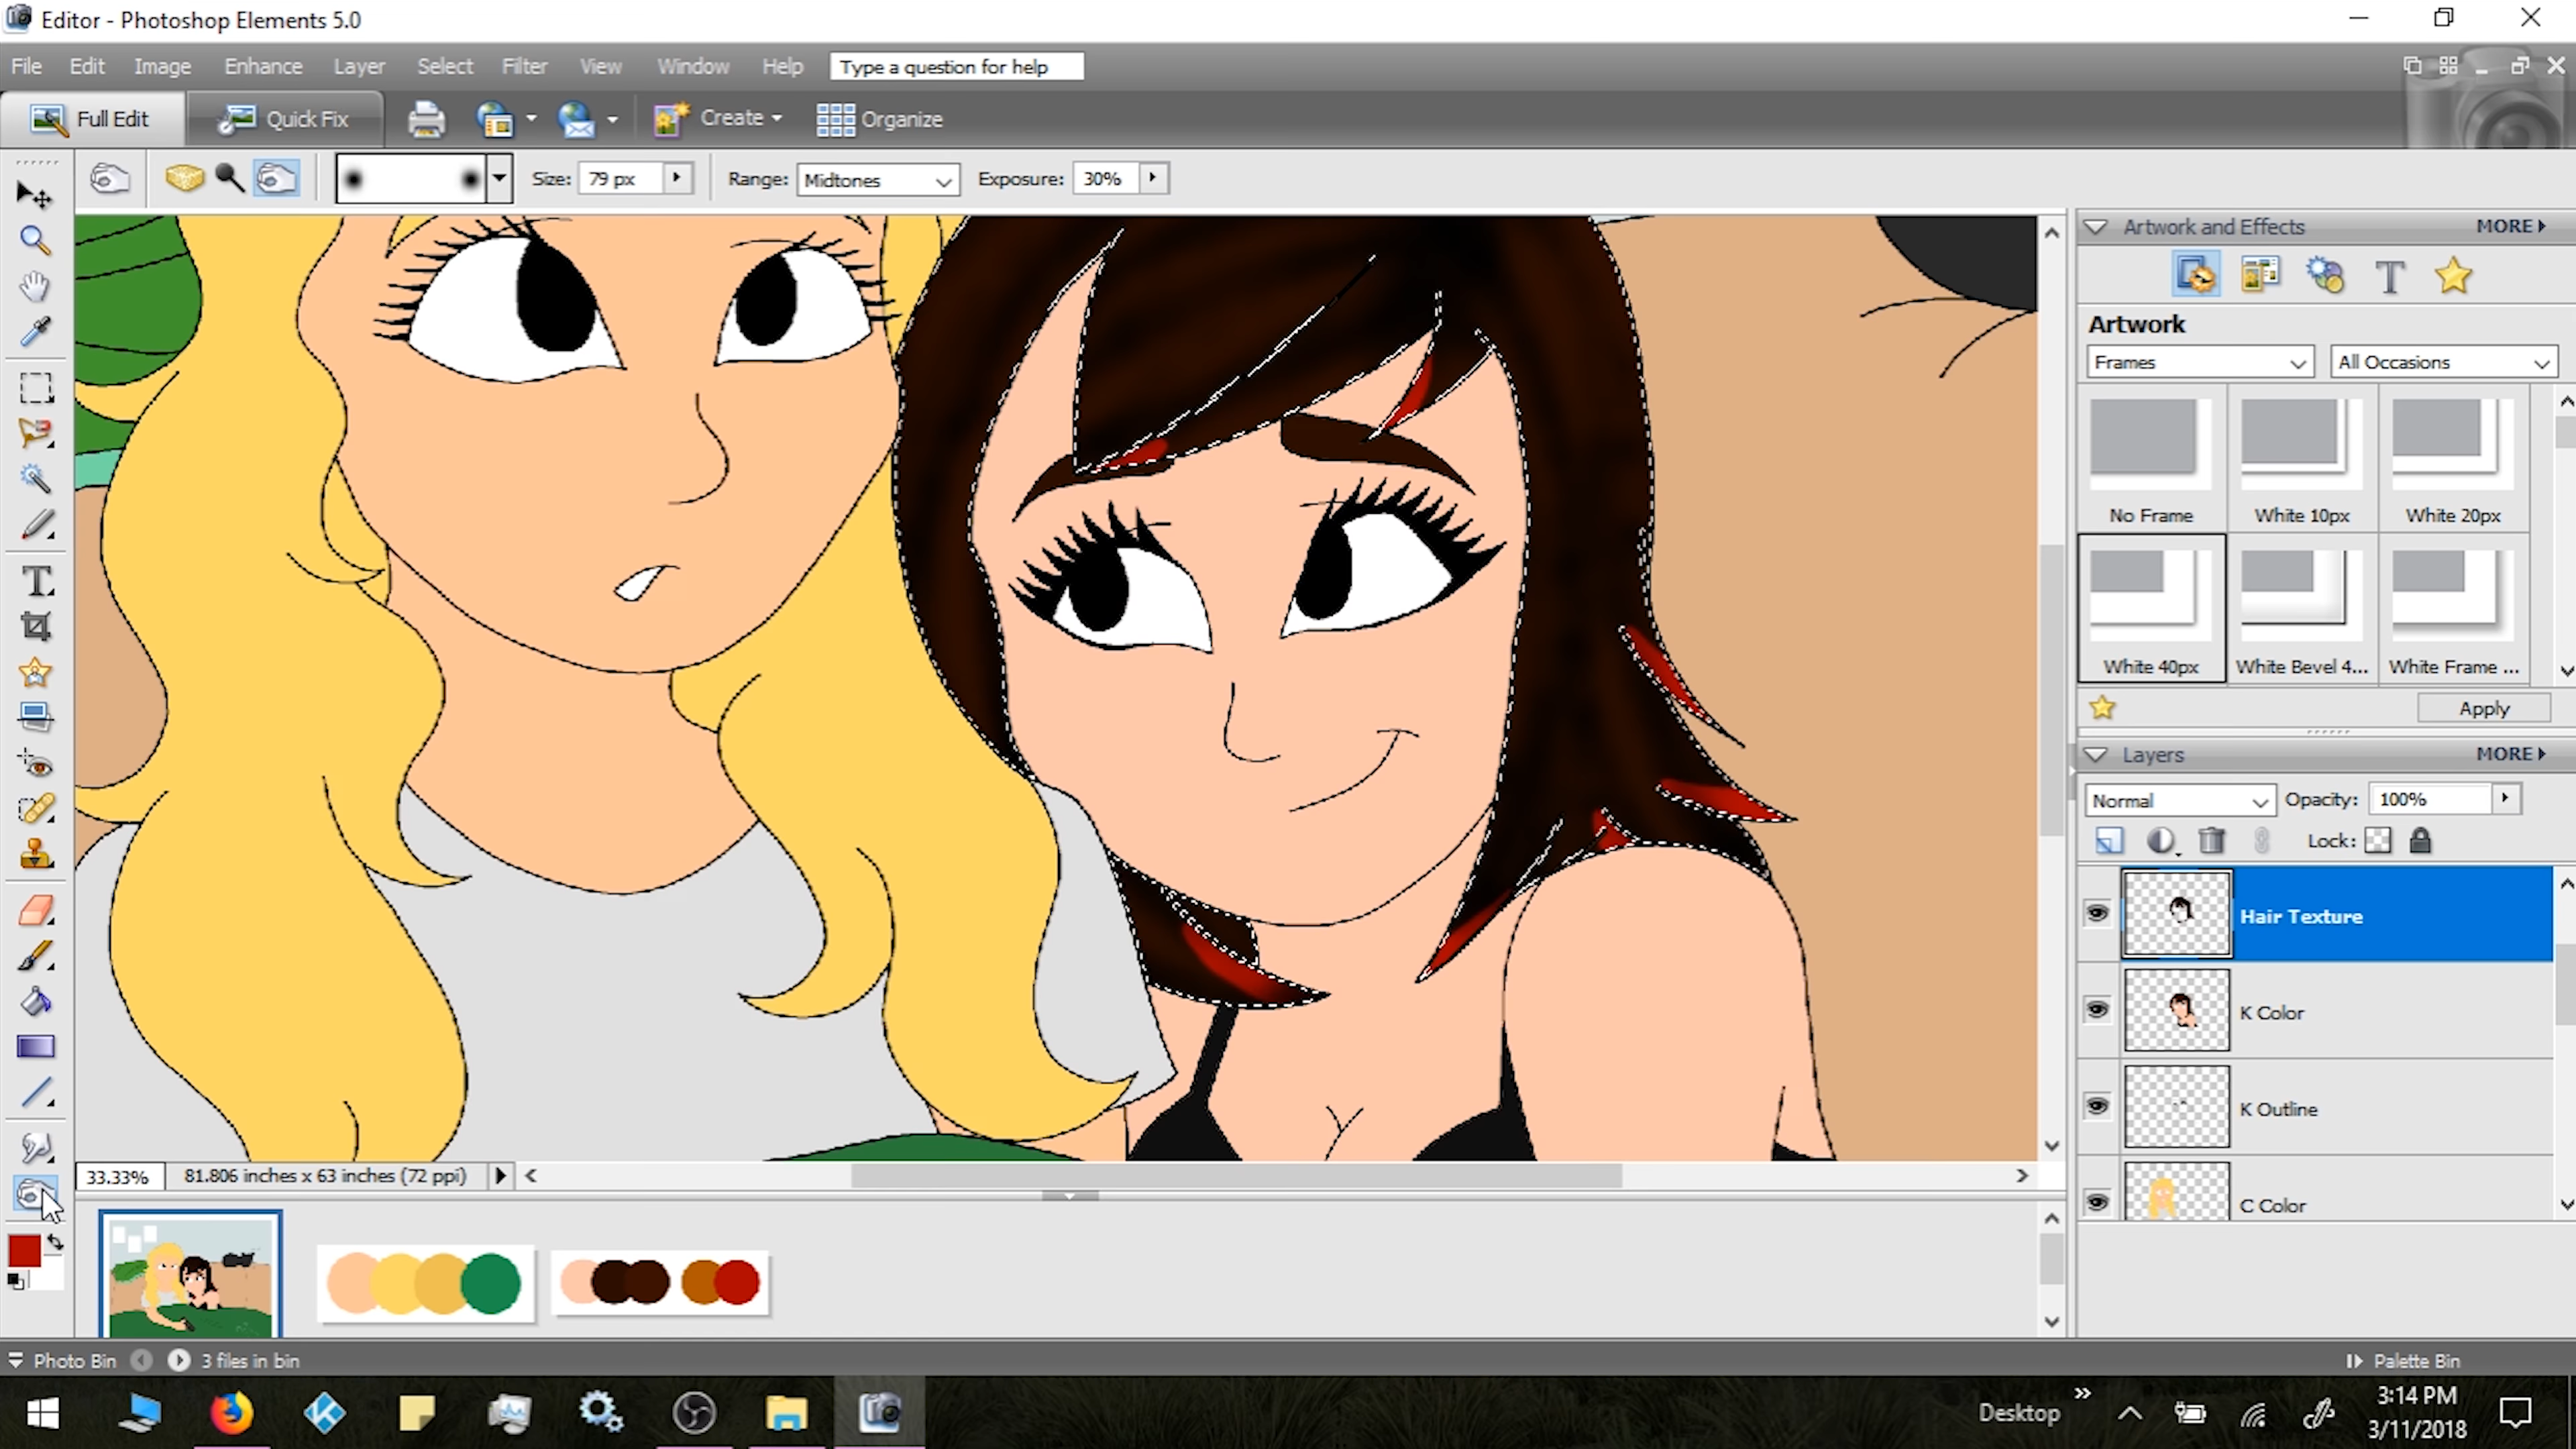 Editor - Photoshop Elements 5.0
File Edit Image Enhance Layer Select Filter View Window Help Type a question for help
Full Edit Quick Fix Create Organize
Size: 79 px Range: Midtones Exposure: 30%
Artwork and Effects MORE
T
Artwork
Frames All Occasions
No Frame White 10px White 20px
White 40px White Bevel 4... White Frame ...
Apply
Layers MORE
Normal Opacity: 100%
Lock:
Hair Texture
K Color
K Outline
C Color
33.33% 81.806 inches x 63 inches (72 ppi)
Photo Bin 3 files in bin Palette Bin
Desktop
3:14 PM
3/11/2018